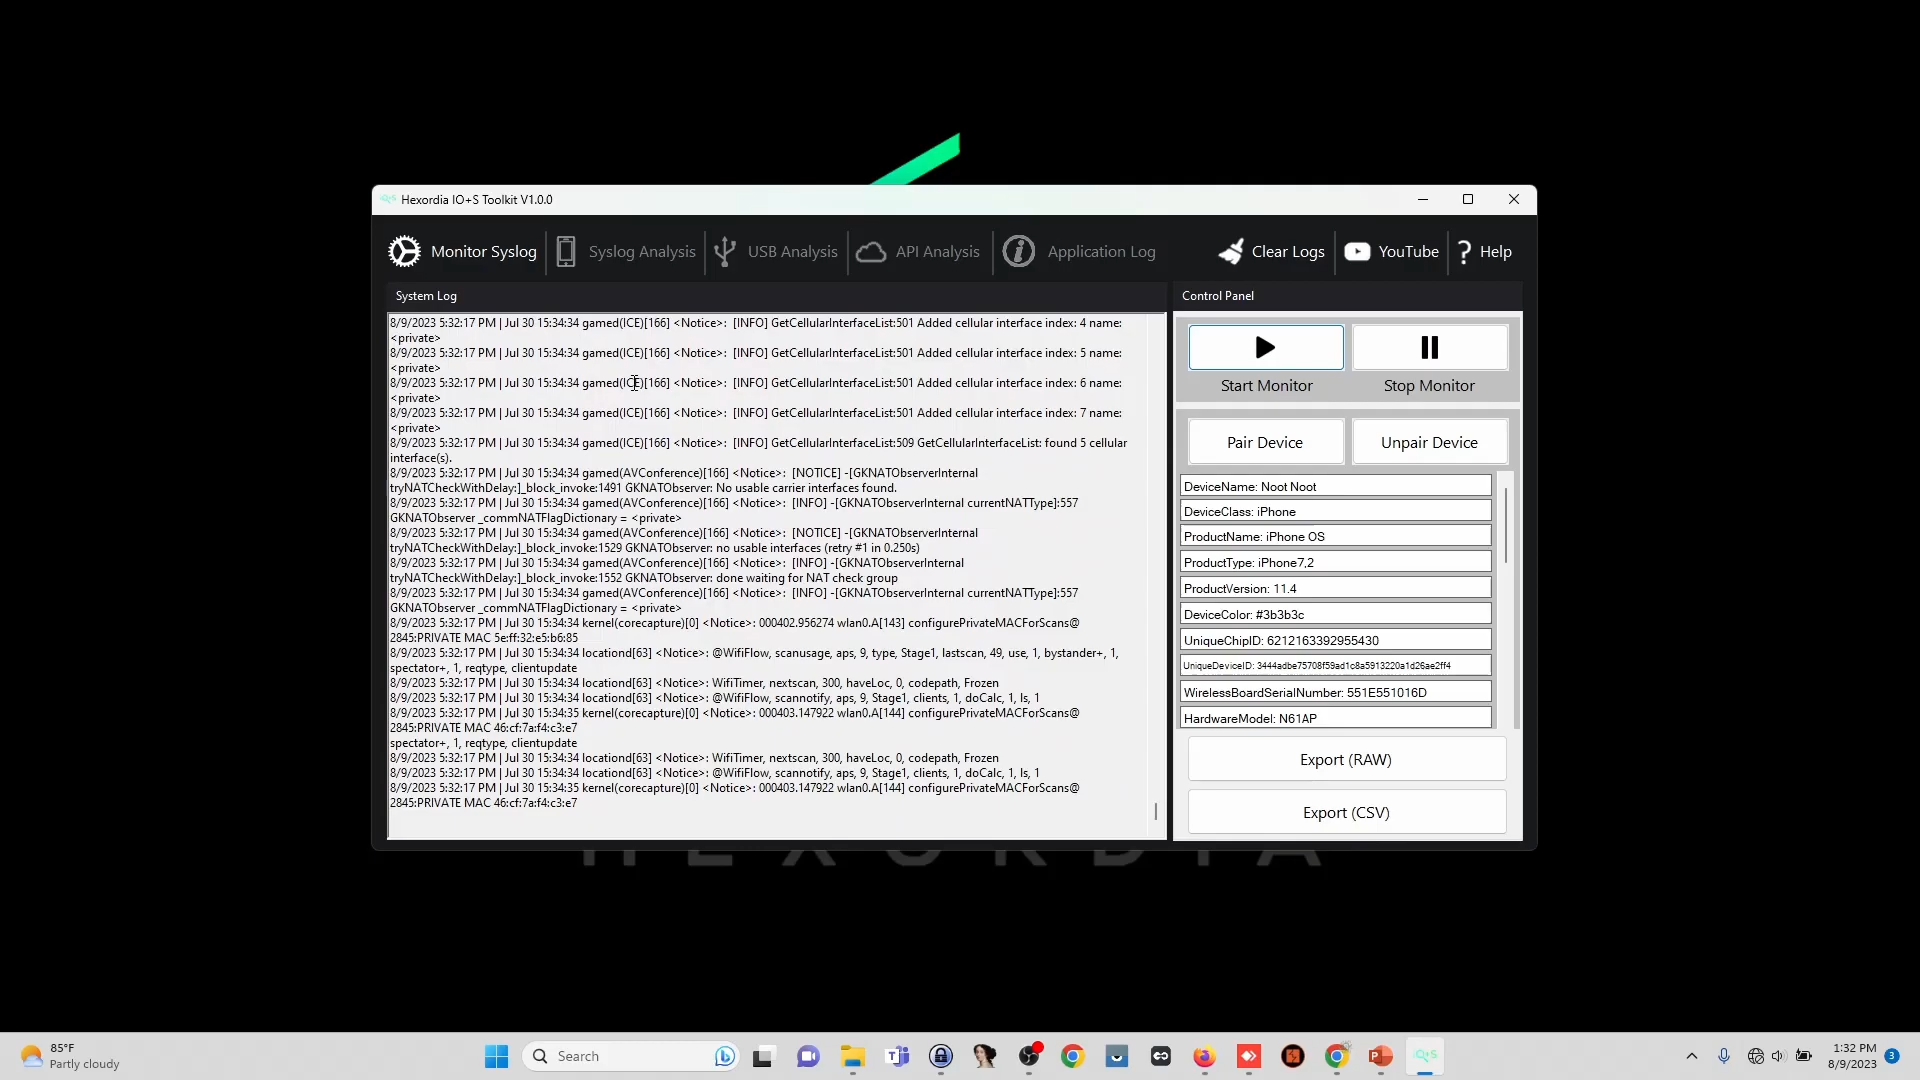 Hexordia IO+S Toolkit V1.0.0
Monitor Syslog
Syslog Analysis
USB Analysis
API Analysis
Application Log
Clear Logs
YouTube
Help
System Log
8/9/2023 5:32:17 PM | Jul 30 15:34:34 gamed(ICE)[166] <Notice>:  [INFO] GetCellularInterfaceList:501 Added cellular interface index: 4 name:
<private>
8/9/2023 5:32:17 PM | Jul 30 15:34:34 gamed(ICE)[166] <Notice>:  [INFO] GetCellularInterfaceList:501 Added cellular interface index: 5 name:
<private>
8/9/2023 5:32:17 PM | Jul 30 15:34:34 gamed(ICE)[166] <Notice>:  [INFO] GetCellularInterfaceList:501 Added cellular interface index: 6 name:
<private>
8/9/2023 5:32:17 PM | Jul 30 15:34:34 gamed(ICE)[166] <Notice>:  [INFO] GetCellularInterfaceList:501 Added cellular interface index: 7 name:
<private>
8/9/2023 5:32:17 PM | Jul 30 15:34:34 gamed(ICE)[166] <Notice>:  [INFO] GetCellularInterfaceList:509 GetCellularInterfaceList: found 5 cellular
interface(s).
8/9/2023 5:32:17 PM | Jul 30 15:34:34 gamed(AVConference)[166] <Notice>:  [NOTICE] -[GKNATObserverInternal
tryNATCheckWithDelay:]_block_invoke:1491 GKNATObserver: No usable carrier interfaces found.
8/9/2023 5:32:17 PM | Jul 30 15:34:34 gamed(AVConference)[166] <Notice>:  [INFO] -[GKNATObserverInternal currentNATType]:557
GKNATObserver _commNATFlagDictionary = <private>
8/9/2023 5:32:17 PM | Jul 30 15:34:34 gamed(AVConference)[166] <Notice>:  [NOTICE] -[GKNATObserverInternal
tryNATCheckWithDelay:]_block_invoke:1529 GKNATObserver: no usable interfaces (retry #1 in 0.250s)
8/9/2023 5:32:17 PM | Jul 30 15:34:34 gamed(AVConference)[166] <Notice>:  [INFO] -[GKNATObserverInternal
tryNATCheckWithDelay:]_block_invoke:1552 GKNATObserver: done waiting for NAT check group
8/9/2023 5:32:17 PM | Jul 30 15:34:34 gamed(AVConference)[166] <Notice>:  [INFO] -[GKNATObserverInternal currentNATType]:557
GKNATObserver _commNATFlagDictionary = <private>
8/9/2023 5:32:17 PM | Jul 30 15:34:34 kernel(corecapture)[0] <Notice>: 000402.956274 wlan0.A[143] configurePrivateMACForScans@
2845:PRIVATE MAC 5e:ff:32:e5:b6:85
8/9/2023 5:32:17 PM | Jul 30 15:34:34 locationd[63] <Notice>: @WifiFlow, scanusage, aps, 9, type, Stage1, lastscan, 49, use, 1, bystander+, 1,
spectator+, 1, reqtype, clientupdate
8/9/2023 5:32:17 PM | Jul 30 15:34:34 locationd[63] <Notice>: WifiTimer, nextscan, 300, haveLoc, 0, codepath, Frozen
8/9/2023 5:32:17 PM | Jul 30 15:34:34 locationd[63] <Notice>: @WifiFlow, scannotify, aps, 9, Stage1, clients, 1, doCalc, 1, ls, 1
8/9/2023 5:32:17 PM | Jul 30 15:34:35 kernel(corecapture)[0] <Notice>: 000403.147922 wlan0.A[144] configurePrivateMACForScans@
2845:PRIVATE MAC 46:cf:7a:f4:c3:e7
spectator+, 1, reqtype, clientupdate
8/9/2023 5:32:17 PM | Jul 30 15:34:34 locationd[63] <Notice>: WifiTimer, nextscan, 300, haveLoc, 0, codepath, Frozen
8/9/2023 5:32:17 PM | Jul 30 15:34:34 locationd[63] <Notice>: @WifiFlow, scannotify, aps, 9, Stage1, clients, 1, doCalc, 1, ls, 1
8/9/2023 5:32:17 PM | Jul 30 15:34:35 kernel(corecapture)[0] <Notice>: 000403.147922 wlan0.A[144] configurePrivateMACForScans@
2845:PRIVATE MAC 46:cf:7a:f4:c3:e7
Control Panel
Start Monitor
Stop Monitor
Pair Device
Unpair Device
DeviceName: Noot Noot
DeviceClass: iPhone
ProductName: iPhone OS
ProductType: iPhone7,2
ProductVersion: 11.4
DeviceColor: #3b3b3c
UniqueChipID: 6212163392955430
UniqueDeviceID: 3444adbe75708f59ad1c8a5913220a1d26ae2ff4
WirelessBoardSerialNumber: 551E551016D
HardwareModel: N61AP
Export (RAW)
Export (CSV)
HEXORDIA
85°F
Partly cloudy
Search
1:32 PM
8/9/2023
3